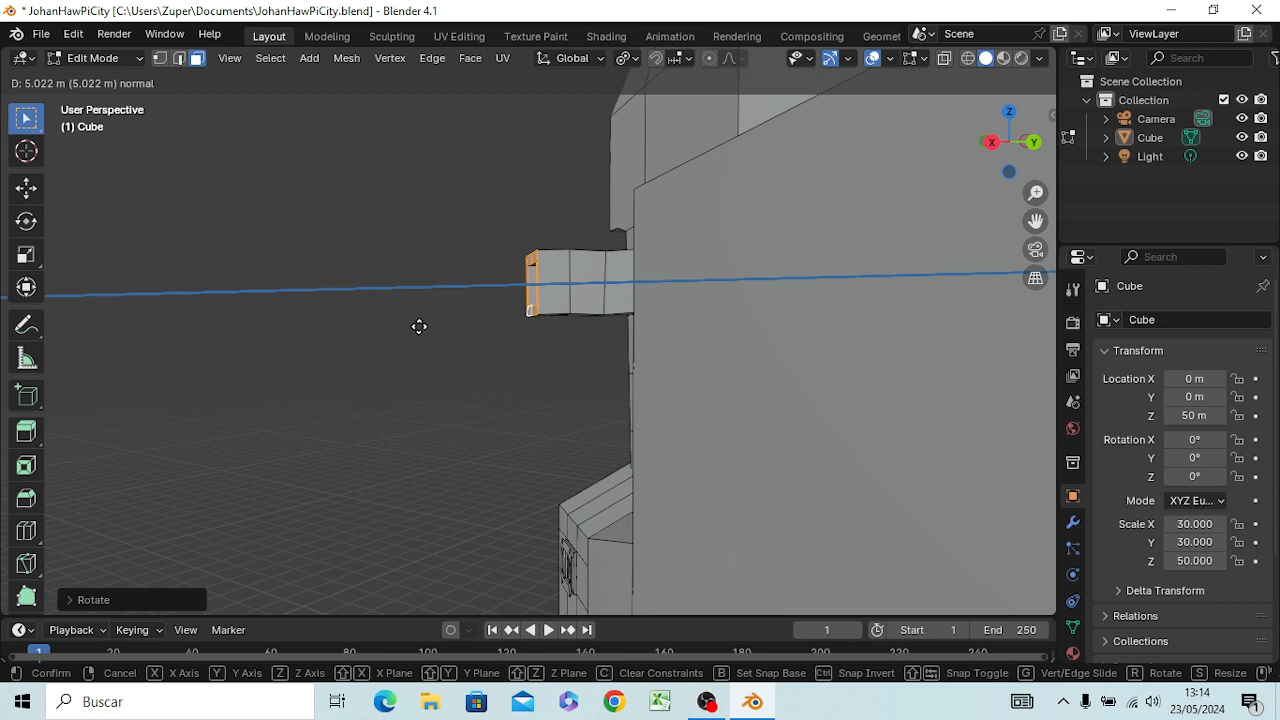 * JohanHawPiCity [C:\Users\Zuper\Documents\JohanHawPiCity.blend] - Blender 4.1
File Edit Render Window Help Layout Modeling Sculpting UV Editing Texture Paint Shading Animation Rendering Compositing Geomet Scene ViewLayer
Edit Mode View Select Add Mesh Vertex Edge Face UV Global Search
D: 5.022 m (5.022 m) normal
User Perspective
(1) Cube
Z
X Y
Scene Collection
Collection
Camera
Cube
Light
Search
Cube
Cube
Transform
Location X 0 m
Y 0 m
Z 50 m
Rotation X 0°
Y 0°
Z 0°
Mode XYZ Eu...
Scale X 30.000
Y 30.000
Z 50.000
Delta Transform
Relations
Collections
Rotate
Playback Keying View Marker 1 Start 1 End 250
1 20 40 60 80 100 120 140 160 180 200 220 240
Confirm Cancel X X Axis Y Y Axis Z Z Axis X X Plane Y Y Plane Z Z Plane C Clear Constraints B Set Snap Base Ctrl Snap Invert Snap Toggle G Vert/Edge Slide R Rotate S Resize
Buscar
13:14
23/05/2024
1